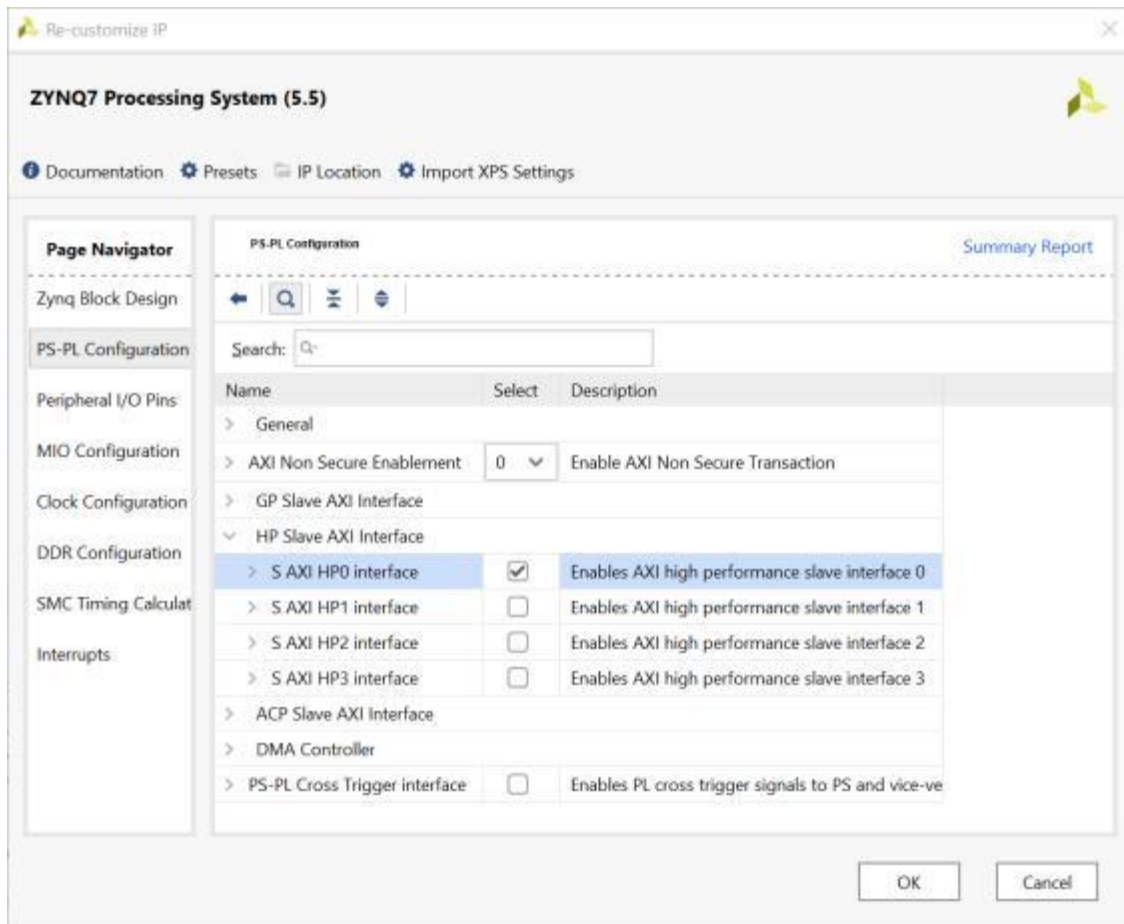 Re-customize IP
ZYNQ7 Processing System (5.5)
Documentation Presets IP Location Import XPS Settings
Page Navigator
Zynq Block Design
PS-PL Configuration
Peripheral I/O Pins
MIO Configuration
Clock Configuration
DDR Configuration
SMC Timing Calculat
Interrupts
PS-PL Configuration Summary Report
Search:
Name Select Description
General
AXI Non Secure Enablement 0 Enable AXI Non Secure Transaction
GP Slave AXI Interface
HP Slave AXI Interface
S AXI HP0 interface Enables AXI high performance slave interface 0
S AXI HP1 interface Enables AXI high performance slave interface 1
S AXI HP2 interface Enables AXI high performance slave interface 2
S AXI HP3 interface Enables AXI high performance slave interface 3
ACP Slave AXI Interface
DMA Controller
PS-PL Cross Trigger interface Enables PL cross trigger signals to PS and vice-ve
OK Cancel